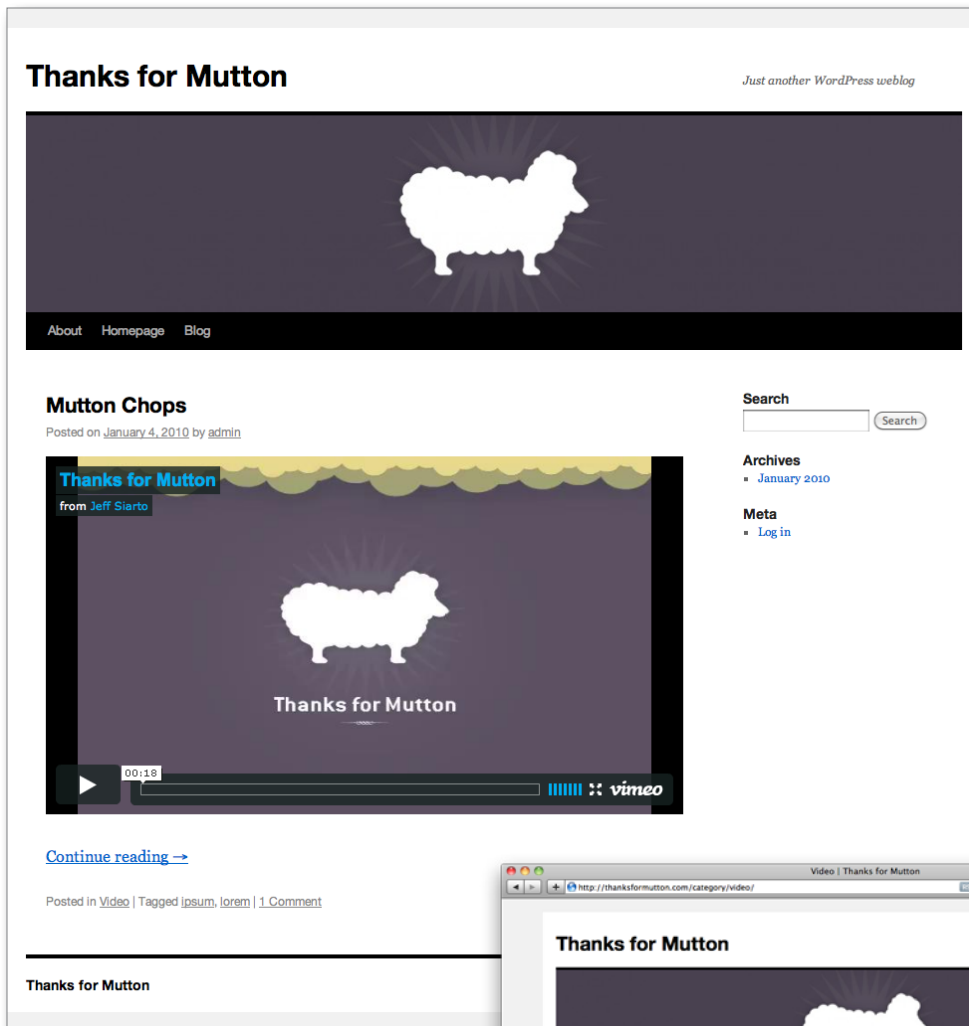 Thanks for Mutton
Just another WordPress weblog
About Homepage Blog
Mutton Chops
Posted on January 4, 2010 by admin
Thanks for Mutton
from Jeff Siarto
Thanks for Mutton
00:18
vimeo
Continue reading →
Posted in Video | Tagged ipsum, lorem | 1 Comment
Search
Search
Archives
January 2010
Meta
Log in
Thanks for Mutton
Video | Thanks for Mutton
http://thanksformutton.com/category/video/
Thanks for Mutton